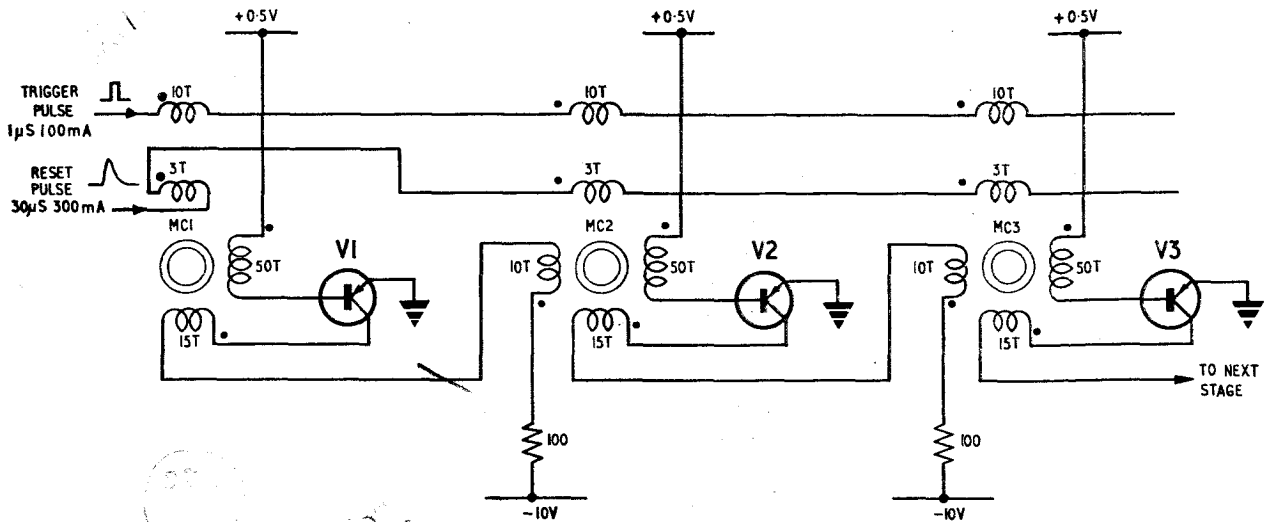 +0·5V
+0·5V
+0·5V
TRIGGER
PULSE
1µS 100mA
10T
10T
10T
RESET
PULSE
30µS 300mA
3T
3T
3T
MC1
MC2
MC3
50T
V1
10T
50T
V2
10T
50T
V3
15T
15T
15T
TO NEXT
STAGE
100
100
-10V
-10V